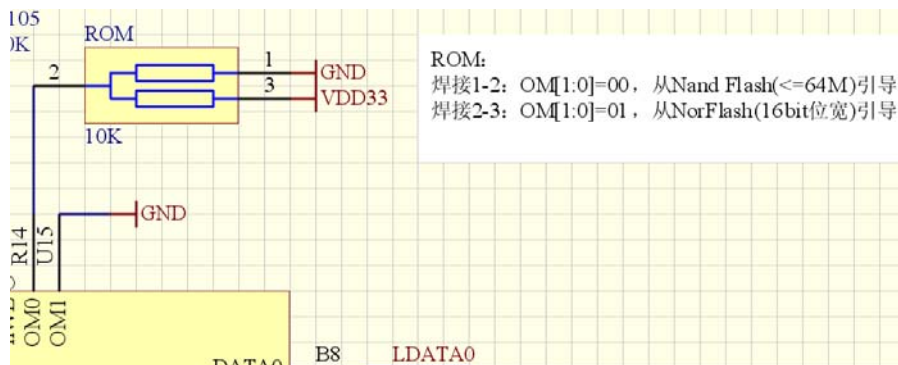 105
0K
ROM
2
1
GND
3
VDD33
10K
ROM:
焊接1-2: OM[1:0]=00, 从Nand Flash(<=64M)引导
焊接2-3: OM[1:0]=01, 从NorFlash(16bit位宽)引导
GND
R14
U15
OM0
OM1
DATA0
B8
LDATA0